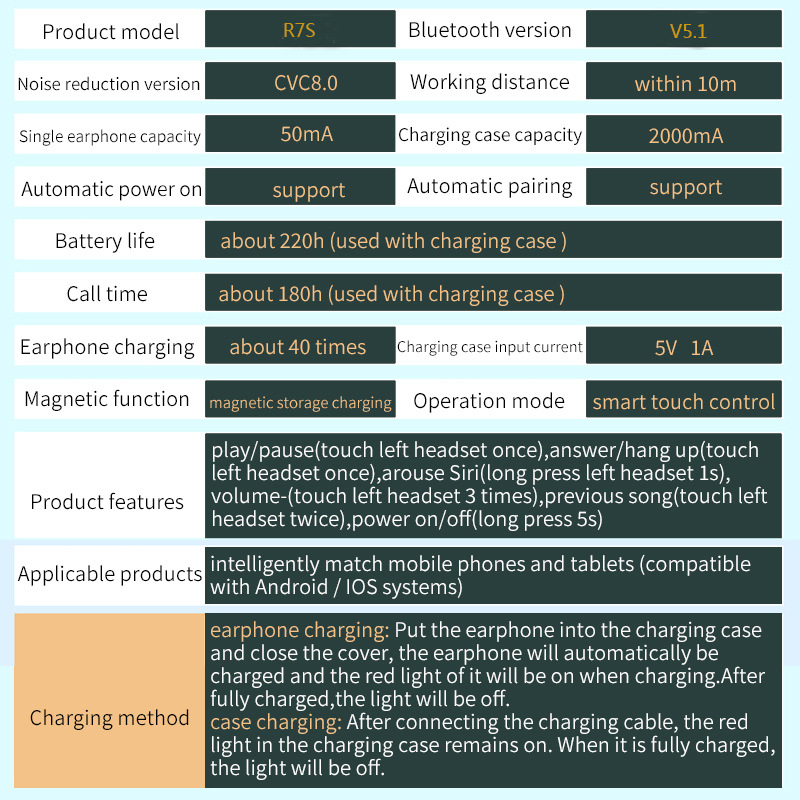 Product model R7S Bluetooth version V5.1
Noise reduction version CVC8.0 Working distance within 10m
Single earphone capacity 50mA Charging case capacity 2000mA
Automatic power on support Automatic pairing support
Battery life about 220h (used with charging case )
Call time about 180h (used with charging case )
Earphone charging about 40 times Charging case input current 5V 1A
Magnetic function magnetic storage charging Operation mode smart touch control
Product features
play/pause(touch left headset once),answer/hang up(touch
left headset once),arouse Siri(long press left headset 1s),
volume-(touch left headset 3 times),previous song(touch left
headset twice),power on/off(long press 5s)
Applicable products
intelligently match mobile phones and tablets (compatible
with Android / IOS systems)
Charging method
earphone charging: Put the earphone into the charging case
and close the cover, the earphone will automatically be
charged and the red light of it will be on when charging.After
fully charged,the light will be off.
case charging: After connecting the charging cable, the red
light in the charging case remains on. When it is fully charged,
the light will be off.